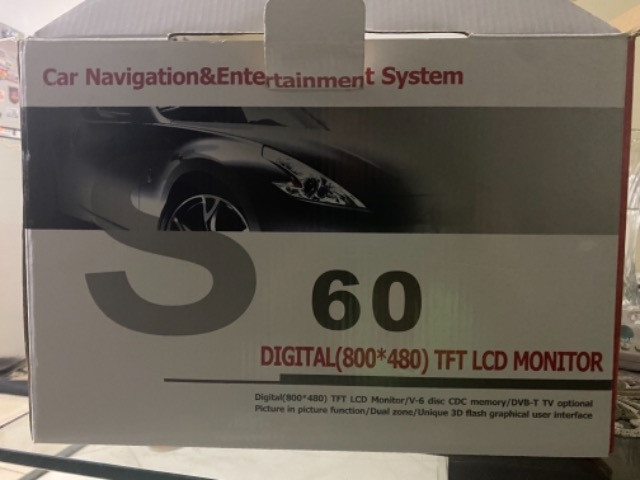 Car Navigation&Entertainment System
S 60
DIGITAL(800*480) TFT LCD MONITOR
Digital(800*480) TFT LCD Monitor/V-6 disc CDC memory/DVB-T TV optional
Picture in picture function/Dual zone/Unique 3D flash graphical user interface